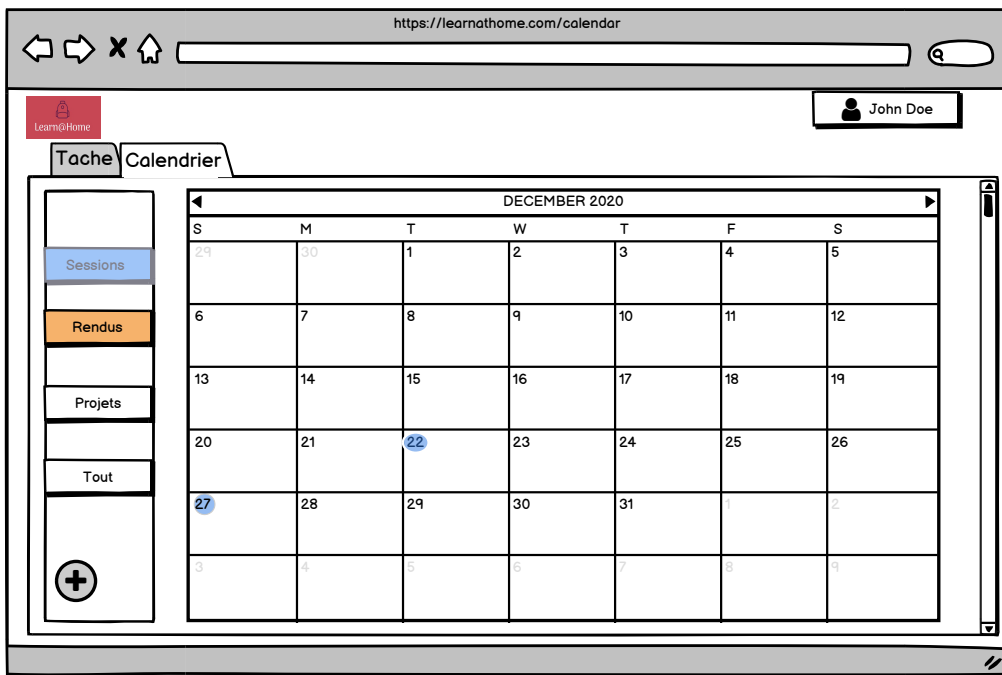 https://learnathome.com/calendar
Learn@Home
John Doe
Tache Calendrier
DECEMBER 2020
S M T W T F S
29 30 1 2 3 4 5
Sessions
6 7 8 9 10 11 12
Rendus
13 14 15 16 17 18 19
Projets
20 21 22 23 24 25 26
Tout
27 28 29 30 31 1 2
3 4 5 6 7 8 9